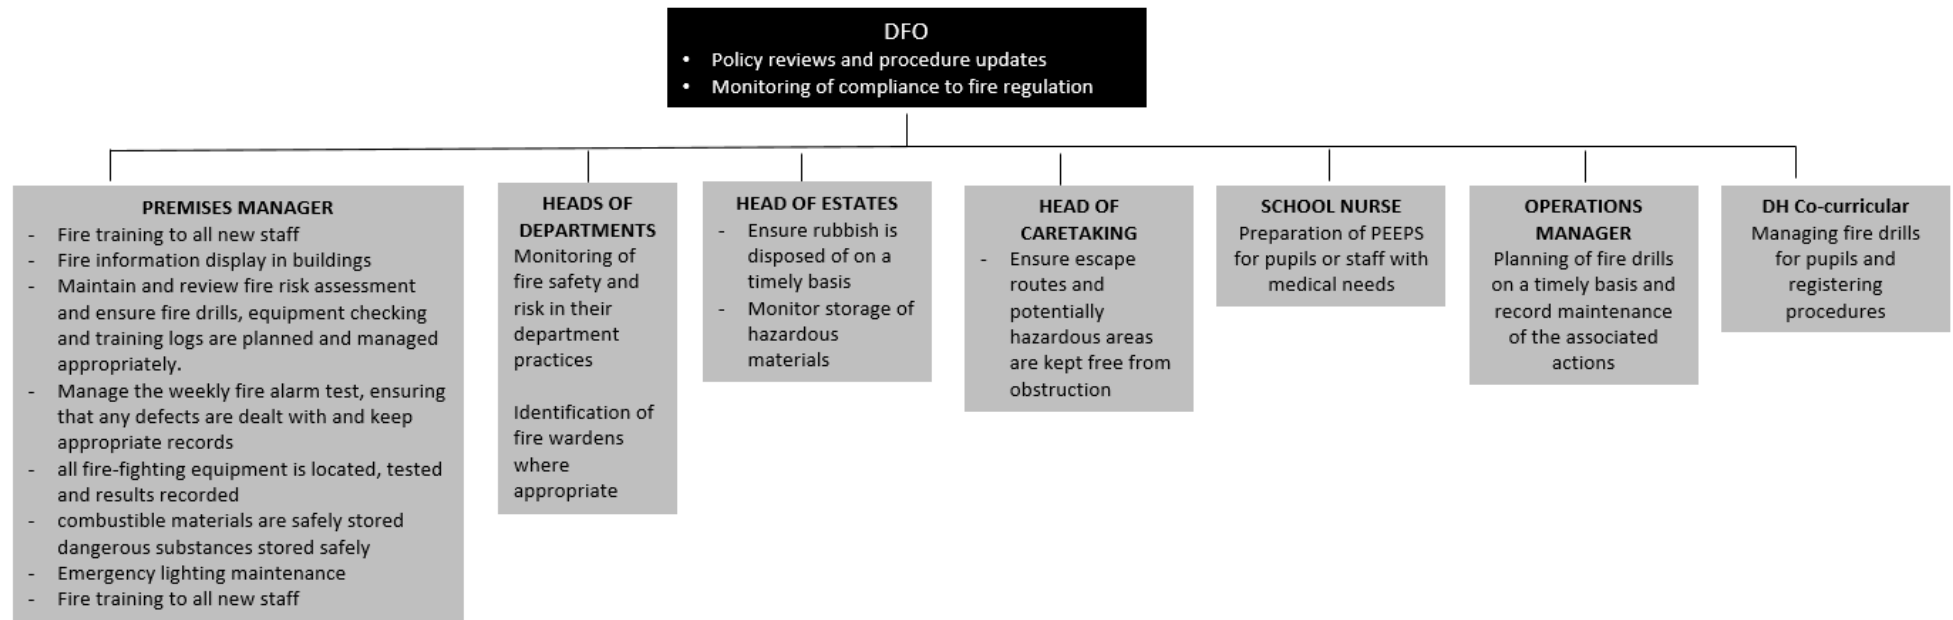 DFO
• Policy reviews and procedure updates
• Monitoring of compliance to fire regulation
PREMISES MANAGER
- Fire training to all new staff
- Fire information display in buildings
- Maintain and review fire risk assessment
and ensure fire drills, equipment checking
and training logs are planned and managed
appropriately.
- Manage the weekly fire alarm test, ensuring
that any defects are dealt with and keep
appropriate records
- all fire-fighting equipment is located, tested
and results recorded
- combustible materials are safely stored
dangerous substances stored safely
- Emergency lighting maintenance
- Fire training to all new staff
HEADS OF
DEPARTMENTS
Monitoring of
fire safety and
risk in their
department
practices
Identification of
fire wardens
where
appropriate
HEAD OF ESTATES
- Ensure rubbish is
disposed of on a
timely basis
- Monitor storage of
hazardous
materials
HEAD OF
CARETAKING
- Ensure escape
routes and
potentially
hazardous areas
are kept free from
obstruction
SCHOOL NURSE
Preparation of PEEPS
for pupils or staff with
medical needs
OPERATIONS
MANAGER
Planning of fire drills
on a timely basis and
record maintenance
of the associated
actions
DH Co-curricular
Managing fire drills
for pupils and
registering
procedures